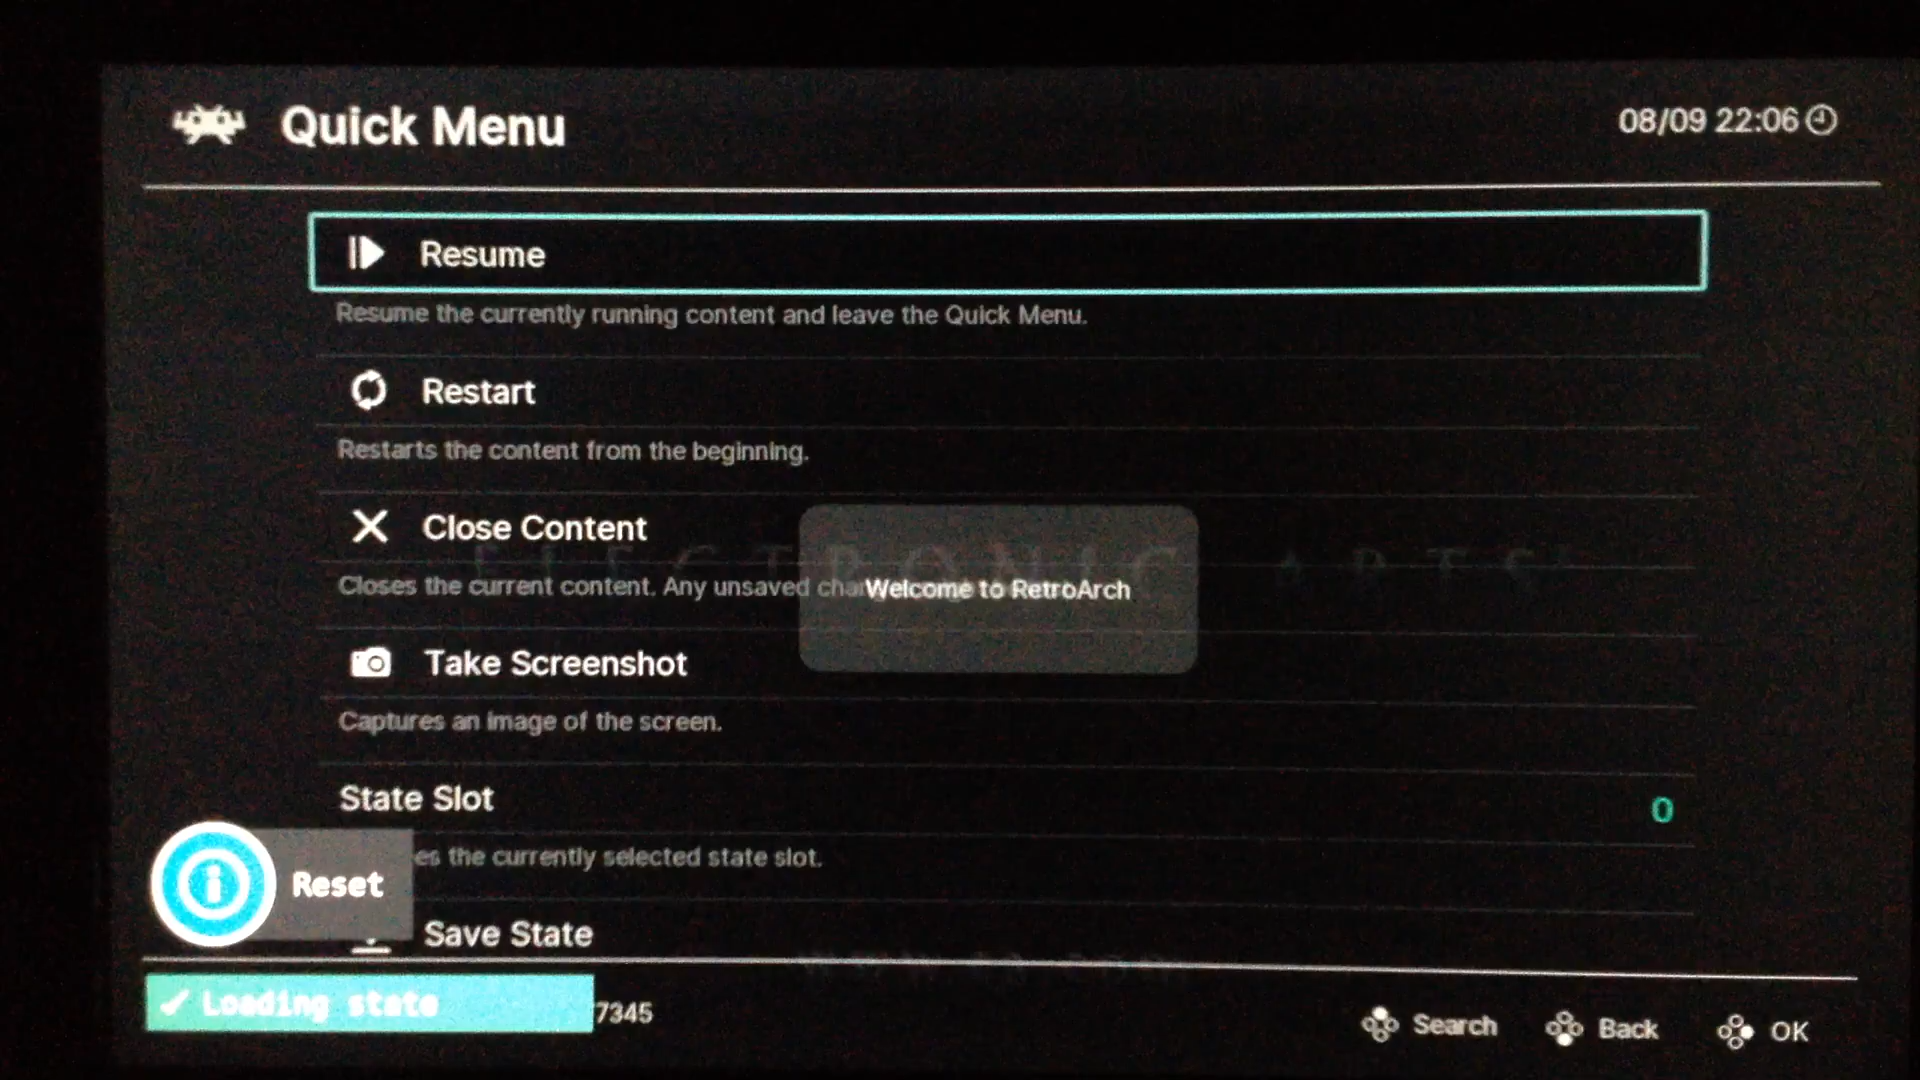 Quick Menu
08/09 22:06
Resume
Resume the currently running content and leave the Quick Menu.
Restart
Restarts the content from the beginning.
Close Content
ELECTRONIC ARTS
Closes the current content. Any unsaved
Welcome to RetroArch
Take Screenshot
Captures an image of the screen.
State Slot
0
es the currently selected state slot.
Reset
Save State
Loading state
7345
Search
Back
OK